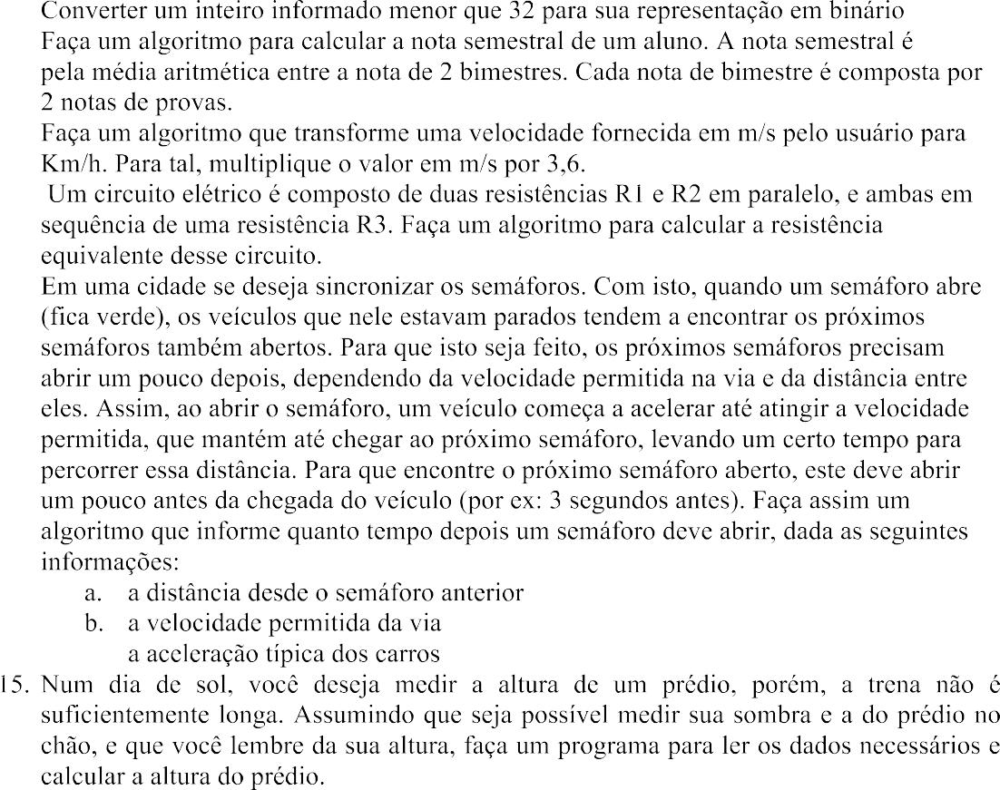 Converter um inteiro informado menor que 32 para sua representação em binário
Faça um algoritmo para calcular a nota semestral de um aluno. A nota semestral é
pela média aritmética entre a nota de 2 bimestres. Cada nota de bimestre é composta por
2 notas de provas.
Faça um algoritmo que transforme uma velocidade fornecida em m/s pelo usuário para
Km/h. Para tal, multiplique o valor em m/s por 3,6.
Um circuito elétrico é composto de duas resistências R1 e R2 em paralelo, e ambas em
sequência de uma resistência R3. Faça um algoritmo para calcular a resistência
equivalente desse circuito.
Em uma cidade se deseja sincronizar os semáforos. Com isto, quando um semáforo abre
(fica verde), os veículos que nele estavam parados tendem a encontrar os próximos
semáforos também abertos. Para que isto seja feito, os próximos semáforos precisam
abrir um pouco depois, dependendo da velocidade permitida na via e da distância entre
eles. Assim, ao abrir o semáforo, um veículo começa a acelerar até atingir a velocidade
permitida, que mantém até chegar ao próximo semáforo, levando um certo tempo para
percorrer essa distância. Para que encontre o próximo semáforo aberto, este deve abrir
um pouco antes da chegada do veículo (por ex: 3 segundos antes). Faça assim um
algoritmo que informe quanto tempo depois um semáforo deve abrir, dada as seguintes
informações:
a. a distância desde o semáforo anterior
b. a velocidade permitida da via
a aceleração típica dos carros
15. Num dia de sol, você deseja medir a altura de um prédio, porém, a trena não é
suficientemente longa. Assumindo que seja possível medir sua sombra e a do prédio no
chão, e que você lembre da sua altura, faça um programa para ler os dados necessários e
calcular a altura do prédio.